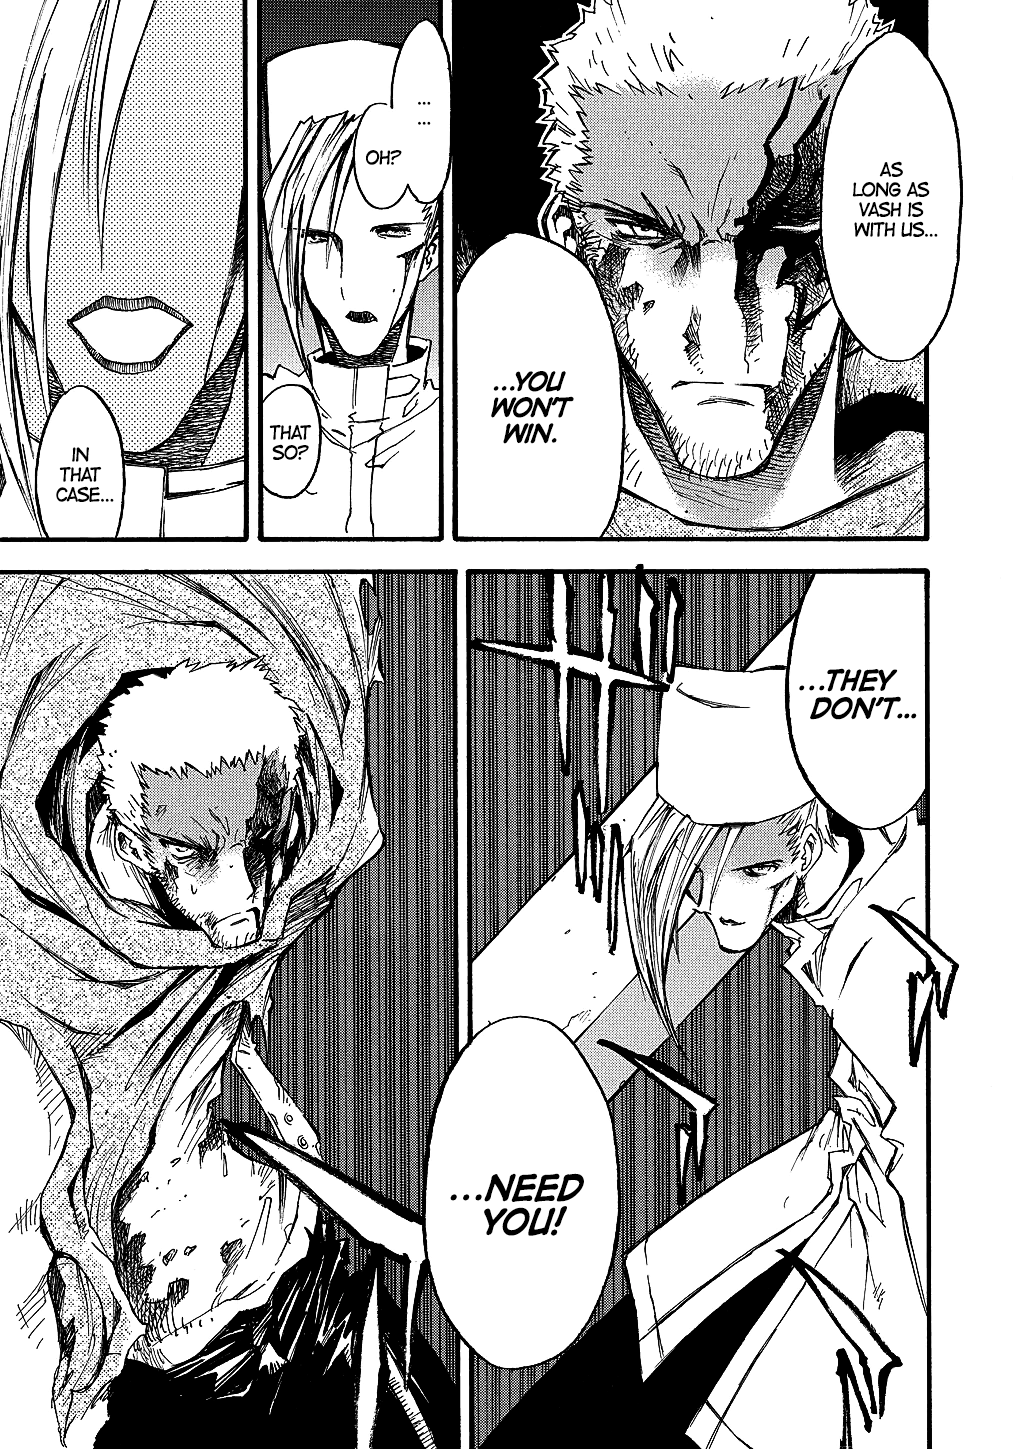 AS
LONG AS
VASH IS
WITH US...
...YOU
WON'T
WIN.
...
...
OH?
THAT
SO?
IN
THAT
CASE...
...THEY
DON'T...
...NEED
YOU!